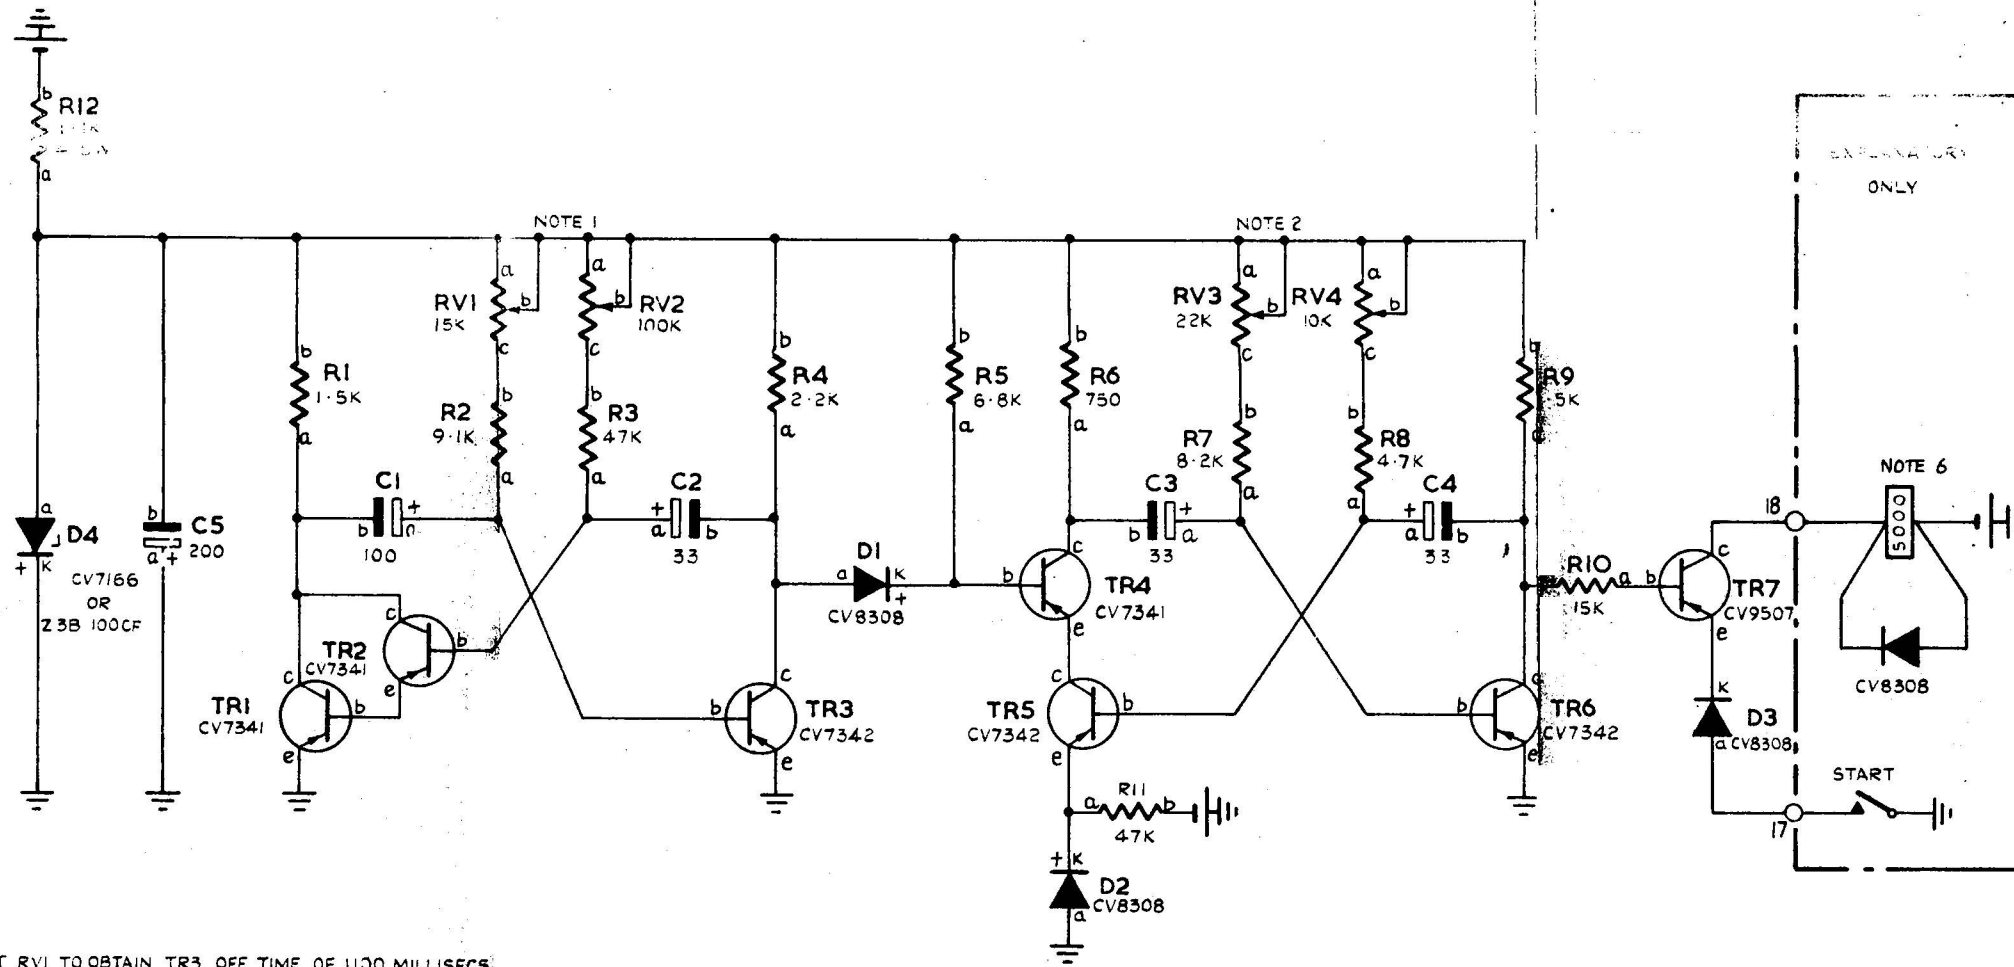 R12
b
a
EXPLANATORY
ONLY
NOTE 1
NOTE 2
a
RV1
15K
b
c
a
b
RV2
100K
c
a
RV3
22K
b
c
a
RV4
10K
b
c
b
R1
1.5K
a
b
R2
9.1K
a
b
R3
47K
a
b
R4
2.2K
a
b
R5
6.8K
a
b
R6
750
a
b
R7
8.2K
a
b
R8
4.7K
a
b
R9
a
a
D4
+ K
CV7166
OR
Z3B 100CF
b
C5
200
a +
C1
+
b a
100
C2
+
a b
33
C3
+
b a
33
C4
+
a b
33
NOTE 6
18
5000
CV8308
D1
a K
+
CV8308
b c
TR4
CV7341
e
R10
b a
15K
b c
TR7
CV9507
e
c
TR2
CV7341
b
e
c
TR1
CV7341
b
e
c
b
TR3
CV7342
e
c
TR5
CV7342
b
e
c
b
TR6
CV7342
e
K
D3
a CV8308
START
17
R11
a b
47K
+ K
D2
CV8308
a
RV1 TO OBTAIN TR3 OFF TIME OF 1100 MILLISECS